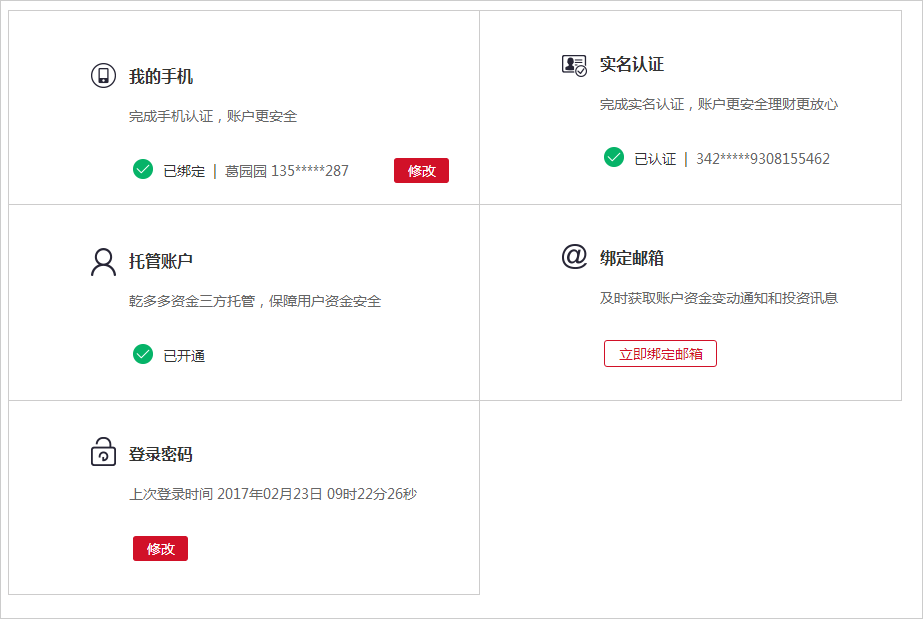 我的手机
完成手机认证，账户更安全
已绑定 | 葛园园 135*****287 修改
实名认证
完成实名认证，账户更安全理财更放心
已认证 | 342*****9308155462
托管账户
乾多多资金三方托管，保障用户资金安全
已开通
绑定邮箱
及时获取账户资金变动通知和投资讯息
立即绑定邮箱
登录密码
上次登录时间 2017年02月23日 09时22分26秒
修改